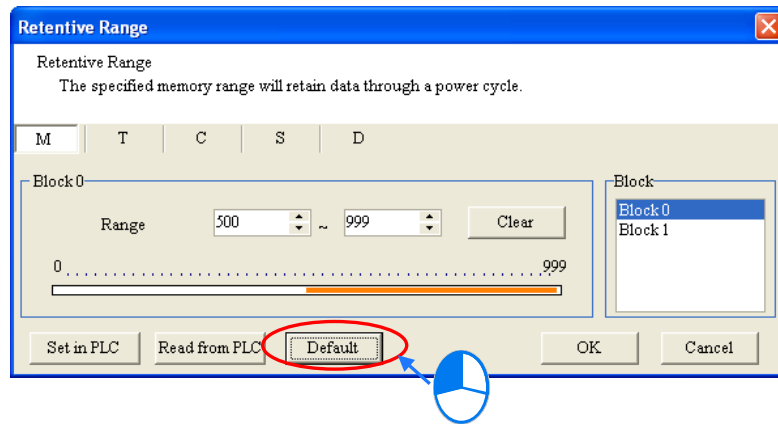 Retentive Range
Retentive Range
The specified memory range will retain data through a power cycle.
M T C S D
Block 0
Range 500 ~ 999 Clear
0 999
Block
Block 0
Block 1
Set in PLC Read from PLC Default OK Cancel